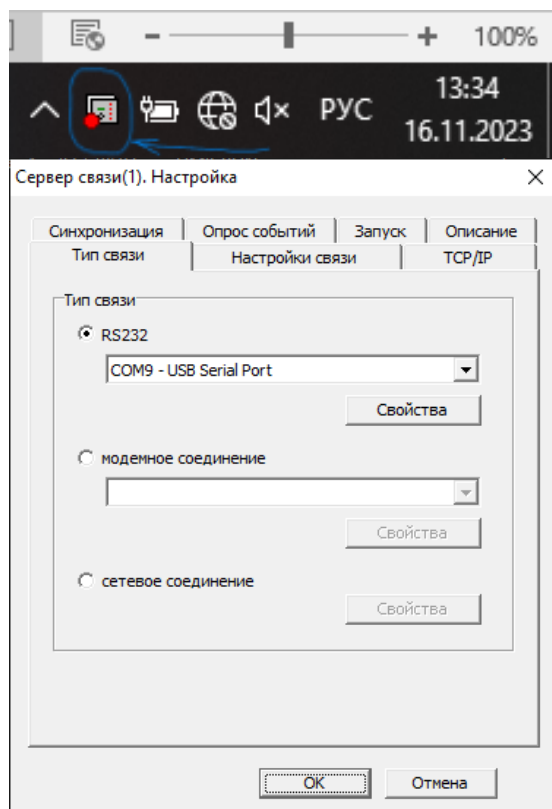 100%
13:34
РУС
16.11.2023
Сервер связи(1). Настройка
Синхронизация Опрос событий Запуск Описание
Тип связи Настройки связи TCP/IP
Тип связи
RS232
COM9 - USB Serial Port
Свойства
модемное соединение
Свойства
сетевое соединение
Свойства
OK Отмена